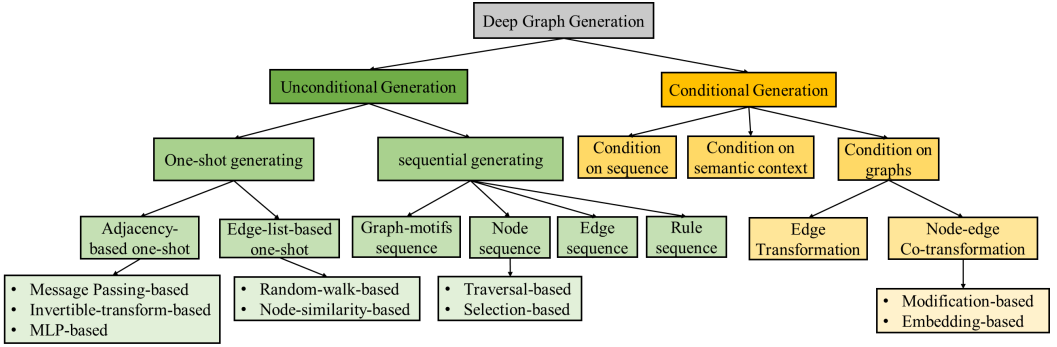 Deep Graph Generation
Unconditional Generation
Conditional Generation
One-shot generating
sequential generating
Condition
on sequence
Condition on
semantic context
Condition on
graphs
Adjacency-
based one-shot
Edge-list-based
one-shot
Graph-motifs
sequence
Node
sequence
Edge
sequence
Rule
sequence
Edge
Transformation
Node-edge
Co-transformation
• Message Passing-based
• Invertible-transform-based
• MLP-based
• Random-walk-based
• Node-similarity-based
• Traversal-based
• Selection-based
• Modification-based
• Embedding-based